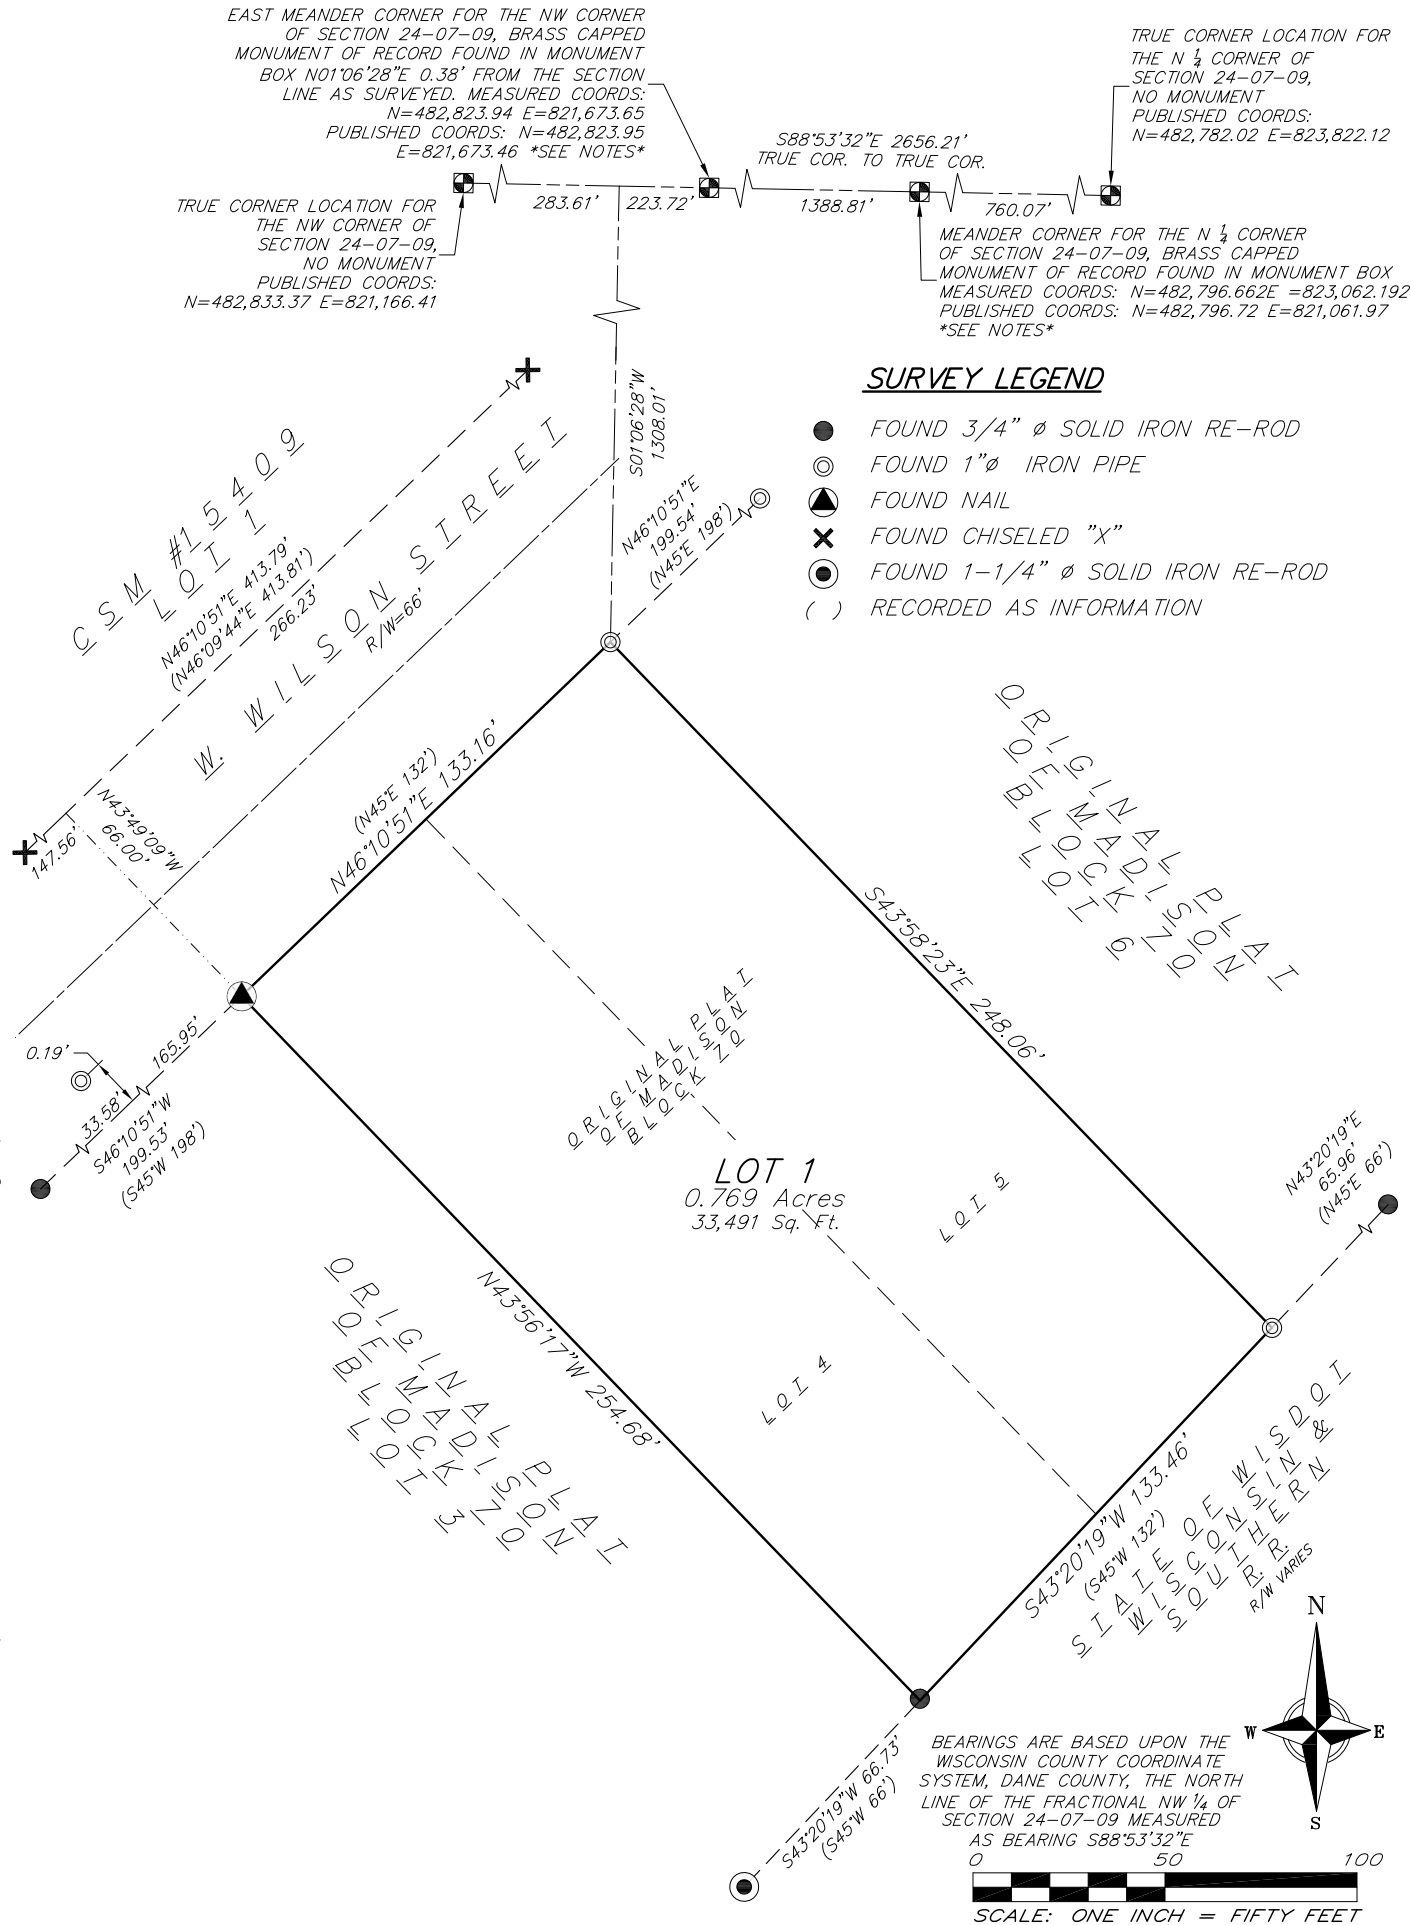 EAST MEANDER CORNER FOR THE NW CORNER
OF SECTION 24-07-09, BRASS CAPPED
MONUMENT OF RECORD FOUND IN MONUMENT
BOX N01°06'28"E 0.38' FROM THE SECTION
LINE AS SURVEYED. MEASURED COORDS:
N=482,823.94 E=821,673.65
PUBLISHED COORDS: N=482,823.95
E=821,673.46 *SEE NOTES*
TRUE CORNER LOCATION FOR
THE N 1/4 CORNER OF
SECTION 24-07-09,
NO MONUMENT
PUBLISHED COORDS:
N=482,782.02 E=823,822.12
S88°53'32"E 2656.21'
TRUE COR. TO TRUE COR.
283.61'
223.72'
1388.81'
760.07'
TRUE CORNER LOCATION FOR
THE NW CORNER OF
SECTION 24-07-09,
NO MONUMENT
PUBLISHED COORDS:
N=482,833.37 E=821,166.41
MEANDER CORNER FOR THE N 1/4 CORNER
OF SECTION 24-07-09, BRASS CAPPED
MONUMENT OF RECORD FOUND IN MONUMENT BOX
MEASURED COORDS: N=482,796.662E =823,062.192
PUBLISHED COORDS: N=482,796.72 E=821,061.97
*SEE NOTES*
SURVEY LEGEND
FOUND 3/4" ø SOLID IRON RE-ROD
FOUND 1"ø IRON PIPE
FOUND NAIL
FOUND CHISELED "X"
FOUND 1-1/4" ø SOLID IRON RE-ROD
( ) RECORDED AS INFORMATION
S01°06'28"W
1308.01'
N46°10'51"E
199.54'
(N45°E 198')
CSM #15409
LOT 1
N46°10'51"E 413.79'
(N46°09'44"E 413.81')
266.23'
W. WILSON STREET
R/W=66'
147.56'
N43°49'09"W
66.00'
(N45°E 132')
N46°10'51"E 133.16'
ORIGINAL PLAT
OF MADISON
BLOCK 70
LOT 6
S43°58'23"E 248.06'
0.19'
165.95'
33.58'
S46°10'51"W
199.53'
(S45°W 198')
ORIGINAL PLAT
OF MADISON
BLOCK 70
LOT 1
0.769 Acres
33,491 Sq. Ft.
LOT 5
LOT 4
N43°20'19"E
65.96'
(N45°E 66')
ORIGINAL PLAT
OF MADISON
BLOCK 70
LOT 3
N43°56'17"W 254.68'
S43°20'19"W 133.46'
(S45°W 132')
STATE OF WISDOT
WISCONSIN &
SOUTHERN
R.R.
R/W VARIES
S43°20'19"W 66.73'
(S45°W 66')
N
W
E
S
BEARINGS ARE BASED UPON THE
WISCONSIN COUNTY COORDINATE
SYSTEM, DANE COUNTY, THE NORTH
LINE OF THE FRACTIONAL NW 1/4 OF
SECTION 24-07-09 MEASURED
AS BEARING S88°53'32"E
0 50 100
SCALE: ONE INCH = FIFTY FEET